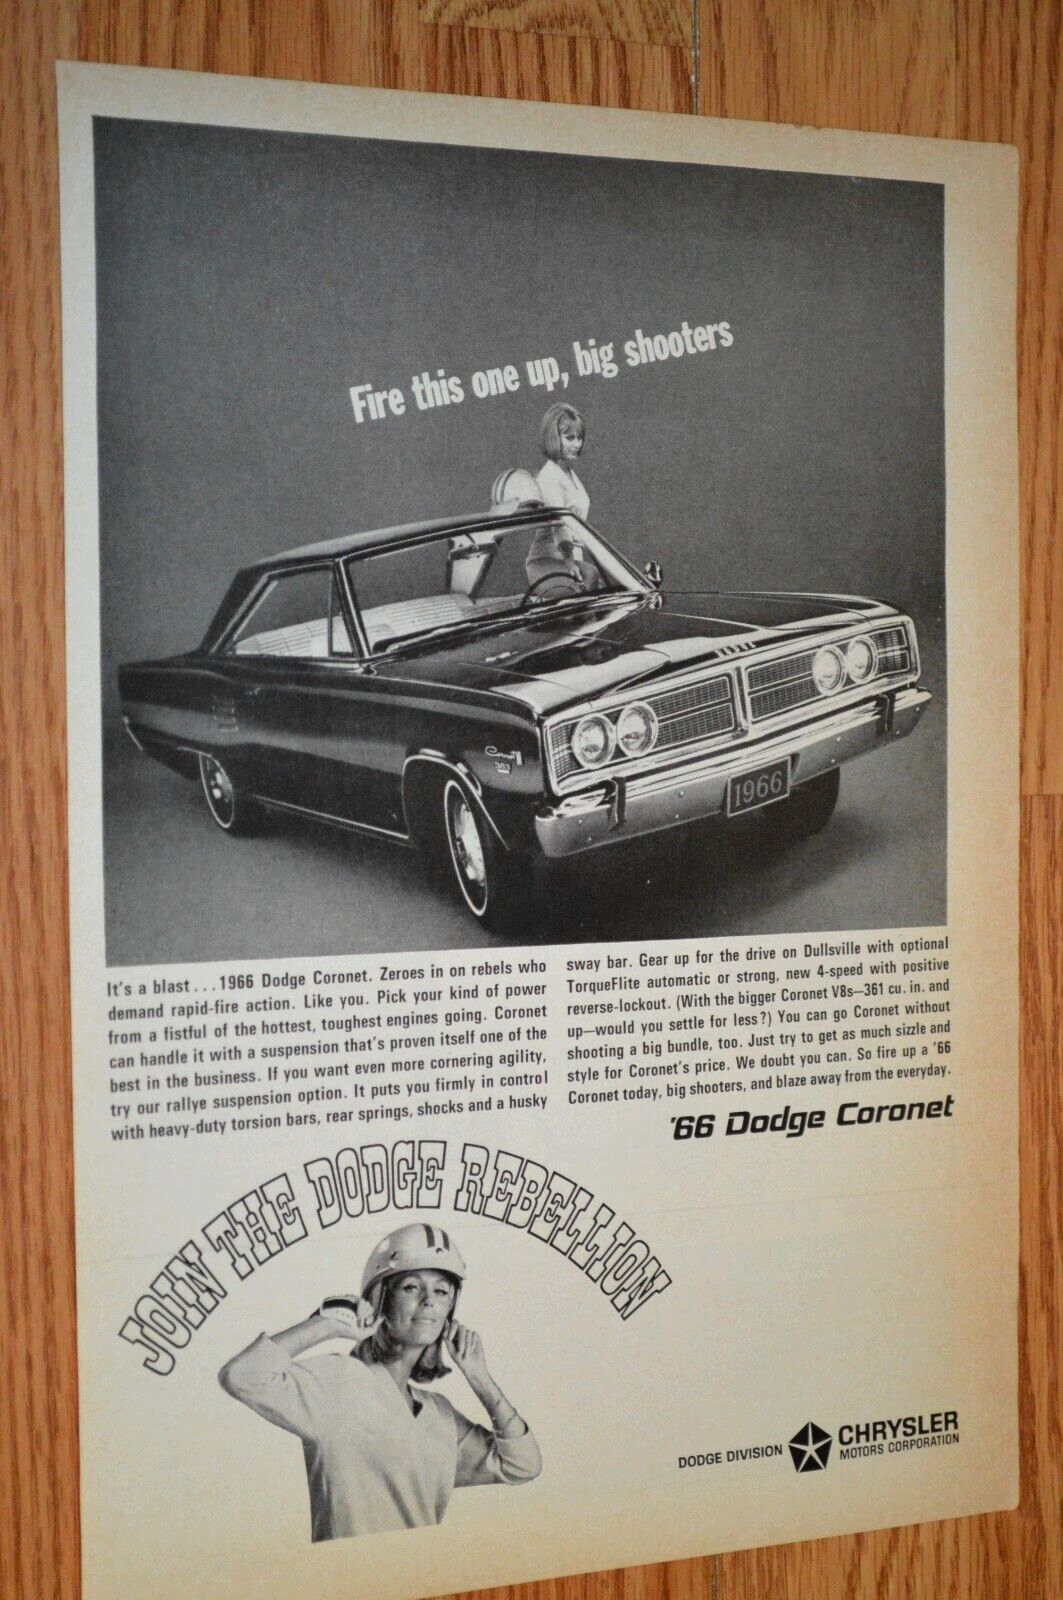 Fire this one up, big shooters
DODGE
Coronet
383
1966
It's a blast...1966 Dodge Coronet. Zeroes in on rebels who
demand rapid-fire action. Like you. Pick your kind of power
from a fistful of the hottest, toughest engines going. Coronet
can handle it with a suspension that's proven itself one of the
best in the business. If you want even more cornering agility,
try our rallye suspension option. It puts you firmly in control
with heavy-duty torsion bars, rear springs, shocks and a husky
sway bar. Gear up for the drive on Dullsville with optional
TorqueFlite automatic or strong, new 4-speed with positive
reverse-lockout. (With the bigger Coronet V8s—361 cu. in. and
up—would you settle for less?) You can go Coronet without
shooting a big bundle, too. Just try to get as much sizzle and
style for Coronet's price. We doubt you can. So fire up a '66
Coronet today, big shooters, and blaze away from the everyday.
'66 Dodge Coronet
JOIN THE DODGE REBELLION
DODGE DIVISION
CHRYSLER
MOTORS CORPORATION